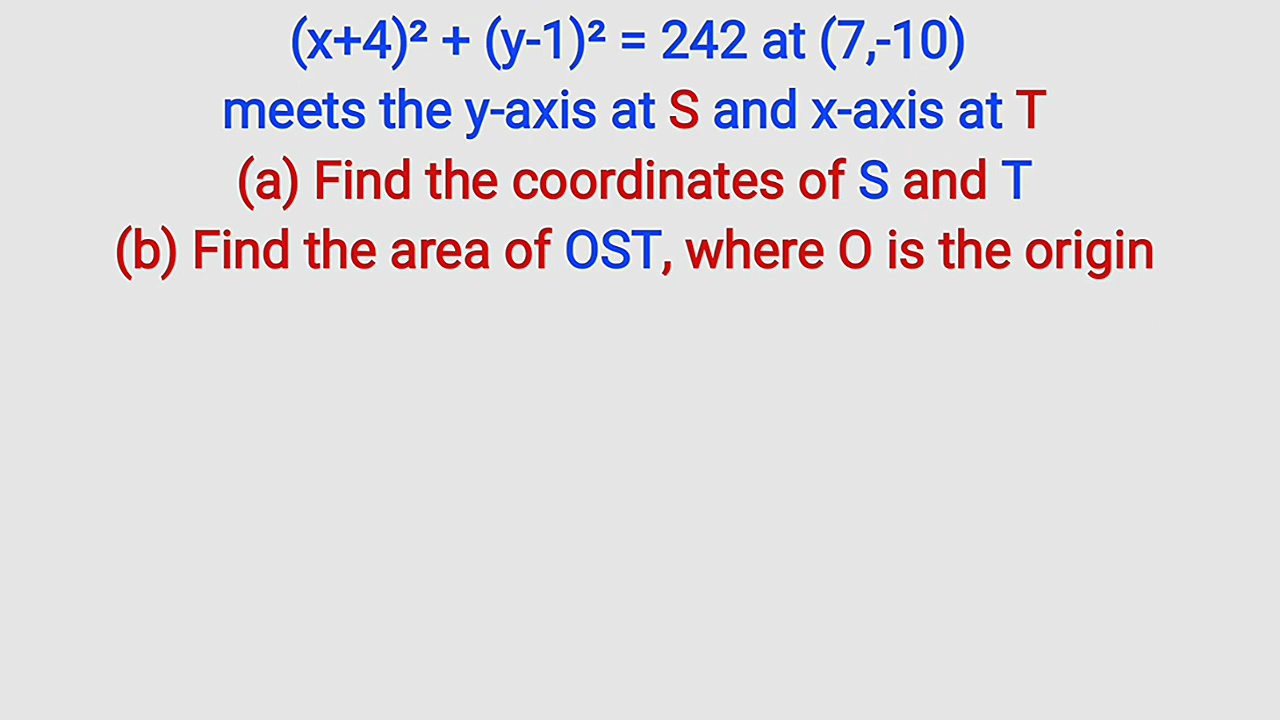 (x+4)² + (y-1)² = 242 at (7,-10)
meets the y-axis at S and x-axis at T
(a) Find the coordinates of S and T
(b) Find the area of OST, where O is the origin